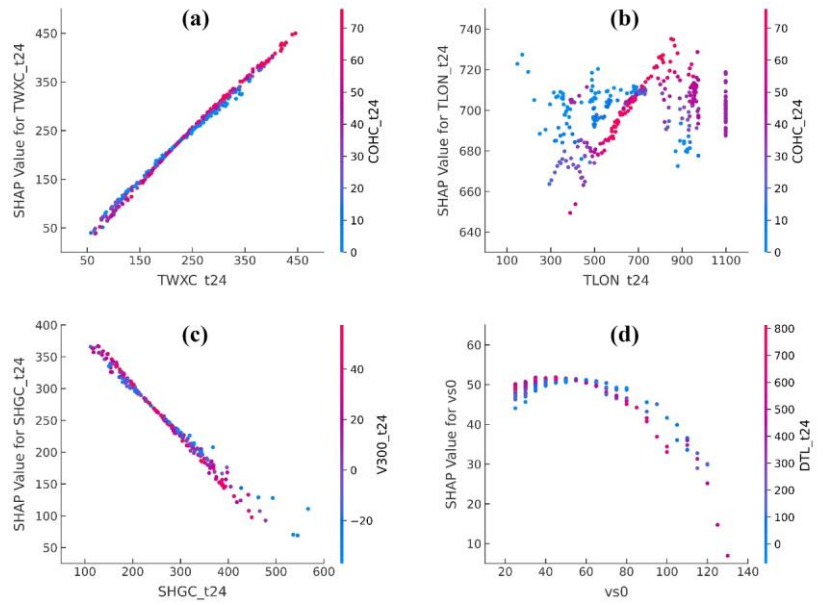 (a)
SHAP Value for TWXC_t24
450
350
250
150
50
50 150 250 350 450
TWXC_t24
70
60
50
40
30
20
10
0
COHC_t24
(b)
SHAP Value for TLON_t24
740
720
700
680
660
640
100 300 500 700 900 1100
TLON_t24
70
60
50
40
30
20
10
0
COHC_t24
(c)
SHAP Value for SHGC_t24
400
350
300
250
200
150
100
50
100 200 300 400 500 600
SHGC_t24
40
20
0
−20
V300_t24
(d)
SHAP Value for vs0
60
50
40
30
20
10
20 40 60 80 100 120 140
vs0
800
700
600
500
400
300
200
100
0
DTL_t24